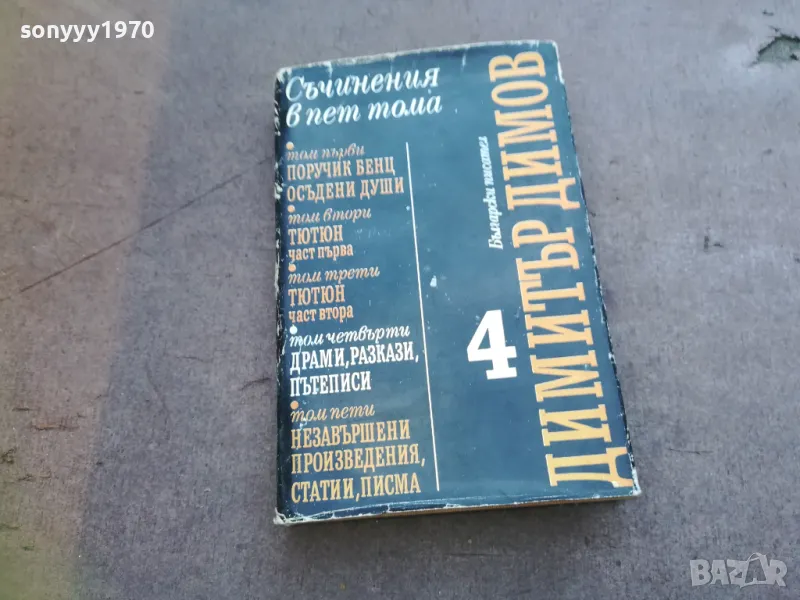 sonyyy1970
Съчинения
в пет тома
том първи
ПОРУЧИК БЕНЦ
ОСЪДЕНИ ДУШИ
том втори
ТЮТЮН
ЧАСТ ПЪРВА
том трети
ТЮТЮН
ЧАСТ ВТОРА
том четвърти
ДРАМИ, РАЗКАЗИ,
ПЪТЕПИСИ
том пети
НЕЗАВЪРШЕНИ
ПРОИЗВЕДЕНИЯ,
СТАТИИ, ПИСМА
4
Български писател
ДИМИТЪР ДИМОВ
BAZAR